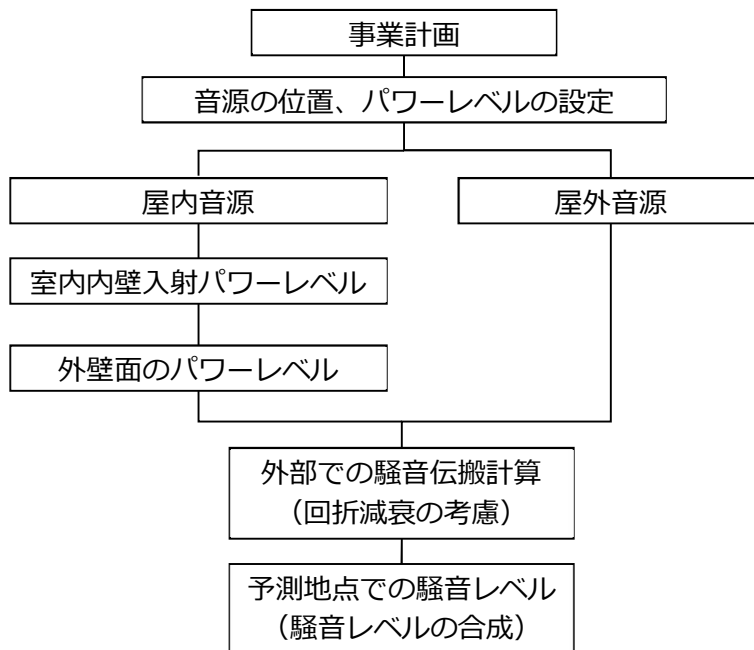 事業計画
音源の位置、パワーレベルの設定
屋内音源
屋外音源
室内内壁入射パワーレベル
外壁面のパワーレベル
外部での騒音伝搬計算
（回折減衰の考慮）
予測地点での騒音レベル
（騒音レベルの合成）